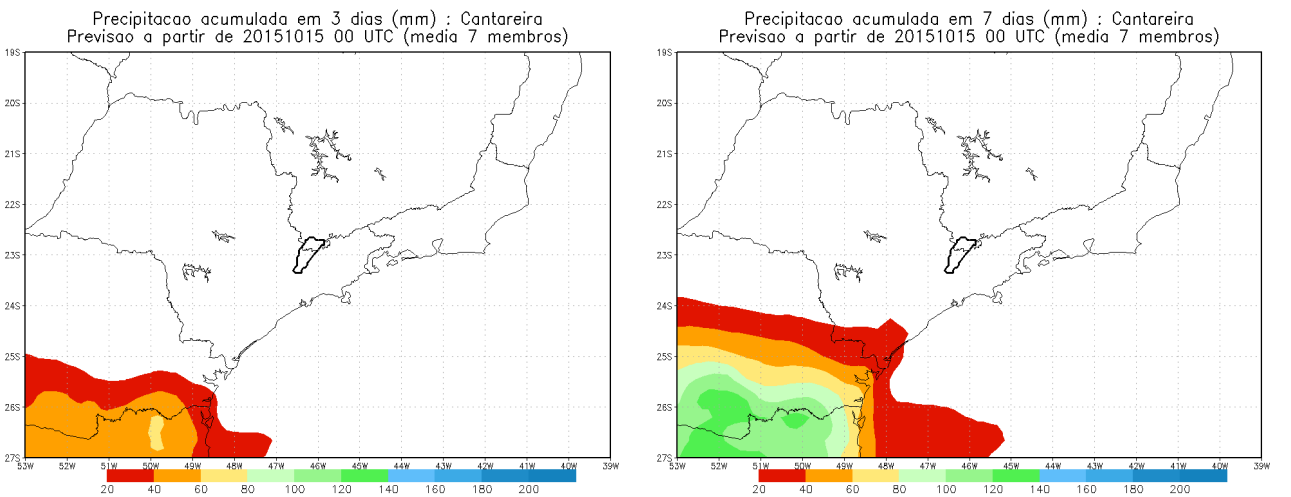 Precipitacao acumulada em 3 dias (mm) : Cantareira
Previsao a partir de 20151015 00 UTC (media 7 membros)
19S
20S
21S
22S
23S
24S
25S
26S
27S
53W 52W 51W 50W 49W 48W 47W 46W 45W 44W 43W 42W 41W 40W 39W
20 40 60 80 100 120 140 160 180 200
Precipitacao acumulada em 7 dias (mm) : Cantareira
Previsao a partir de 20151015 00 UTC (media 7 membros)
19S
20S
21S
22S
23S
24S
25S
26S
27S
53W 52W 51W 50W 49W 48W 47W 46W 45W 44W 43W 42W 41W 40W 39W
20 40 60 80 100 120 140 160 180 200